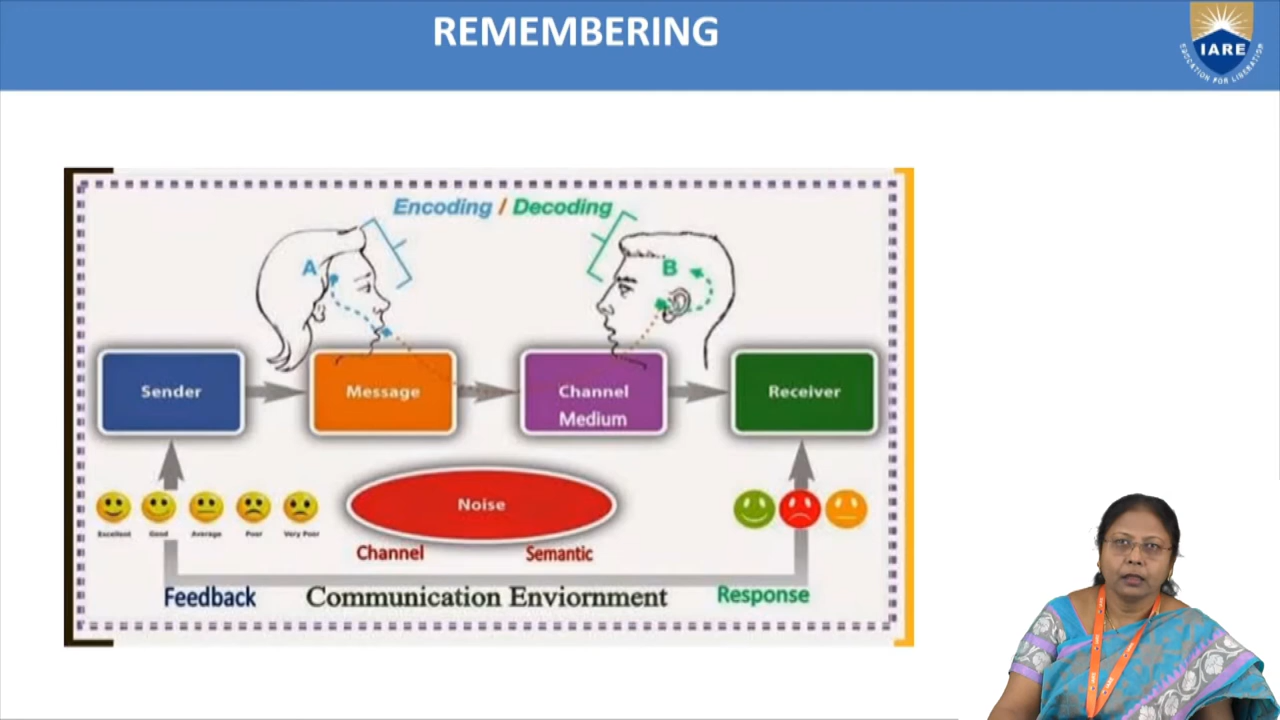 REMEMBERING
IARE
EDUCATION FOR LIBERATION
Encoding / Decoding
A
B
Sender
Message
Channel
Medium
Receiver
Noise
Excellent
Good
Average
Poor
Very Poor
Channel
Semantic
Feedback
Communication Enviornment
Response